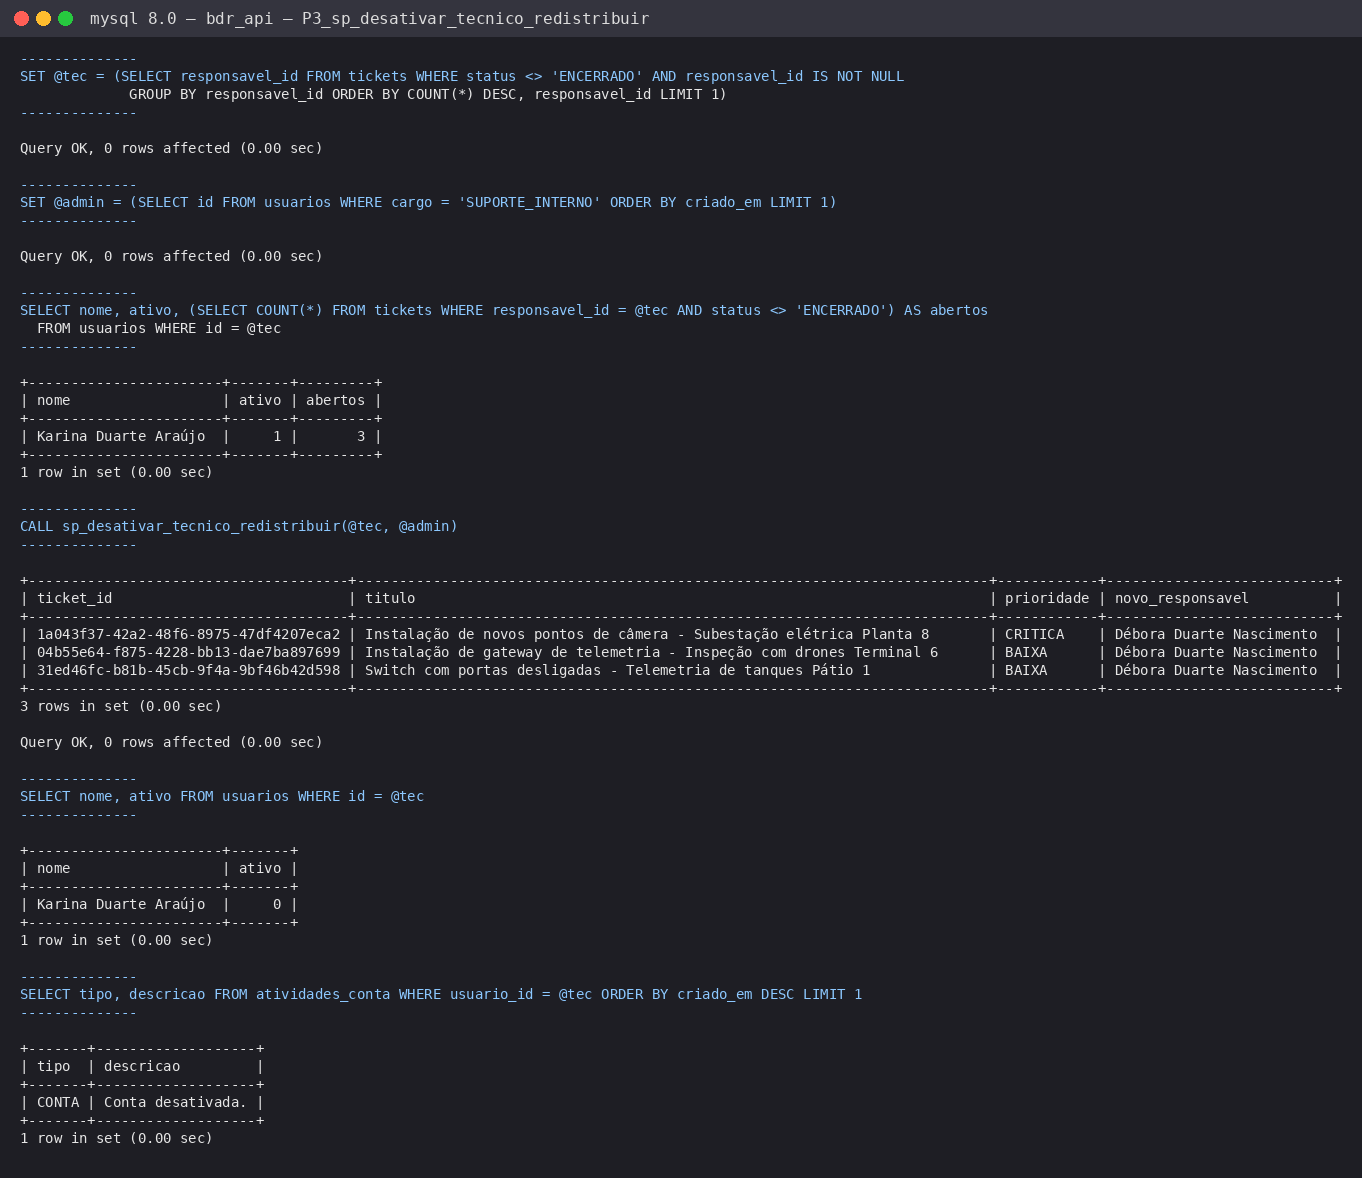 mysql 8.0 — bdr_api — P3_sp_desativar_tecnico_redistribuir
--------------
SET @tec = (SELECT responsavel_id FROM tickets WHERE status <> 'ENCERRADO' AND responsavel_id IS NOT NULL
             GROUP BY responsavel_id ORDER BY COUNT(*) DESC, responsavel_id LIMIT 1)
--------------
Query OK, 0 rows affected (0.00 sec)
--------------
SET @admin = (SELECT id FROM usuarios WHERE cargo = 'SUPORTE_INTERNO' ORDER BY criado_em LIMIT 1)
--------------
Query OK, 0 rows affected (0.00 sec)
--------------
SELECT nome, ativo, (SELECT COUNT(*) FROM tickets WHERE responsavel_id = @tec AND status <> 'ENCERRADO') AS abertos
  FROM usuarios WHERE id = @tec
--------------
+-----------------------+-------+---------+
| nome                  | ativo | abertos |
+-----------------------+-------+---------+
| Karina Duarte Araújo  |     1 |       3 |
+-----------------------+-------+---------+
1 row in set (0.00 sec)
--------------
CALL sp_desativar_tecnico_redistribuir(@tec, @admin)
--------------
+--------------------------------------+---------------------------------------------------------------------------+------------+---------------------------+
| ticket_id                            | titulo                                                                    | prioridade | novo_responsavel          |
+--------------------------------------+---------------------------------------------------------------------------+------------+---------------------------+
| 1a043f37-42a2-48f6-8975-47df4207eca2 | Instalação de novos pontos de câmera - Subestação elétrica Planta 8       | CRITICA    | Débora Duarte Nascimento  |
| 04b55e64-f875-4228-bb13-dae7ba897699 | Instalação de gateway de telemetria - Inspeção com drones Terminal 6      | BAIXA      | Débora Duarte Nascimento  |
| 31ed46fc-b81b-45cb-9f4a-9bf46b42d598 | Switch com portas desligadas - Telemetria de tanques Pátio 1              | BAIXA      | Débora Duarte Nascimento  |
+--------------------------------------+---------------------------------------------------------------------------+------------+---------------------------+
3 rows in set (0.00 sec)
Query OK, 0 rows affected (0.00 sec)
--------------
SELECT nome, ativo FROM usuarios WHERE id = @tec
--------------
+-----------------------+-------+
| nome                  | ativo |
+-----------------------+-------+
| Karina Duarte Araújo  |     0 |
+-----------------------+-------+
1 row in set (0.00 sec)
--------------
SELECT tipo, descricao FROM atividades_conta WHERE usuario_id = @tec ORDER BY criado_em DESC LIMIT 1
--------------
+-------+-------------------+
| tipo  | descricao         |
+-------+-------------------+
| CONTA | Conta desativada. |
+-------+-------------------+
1 row in set (0.00 sec)